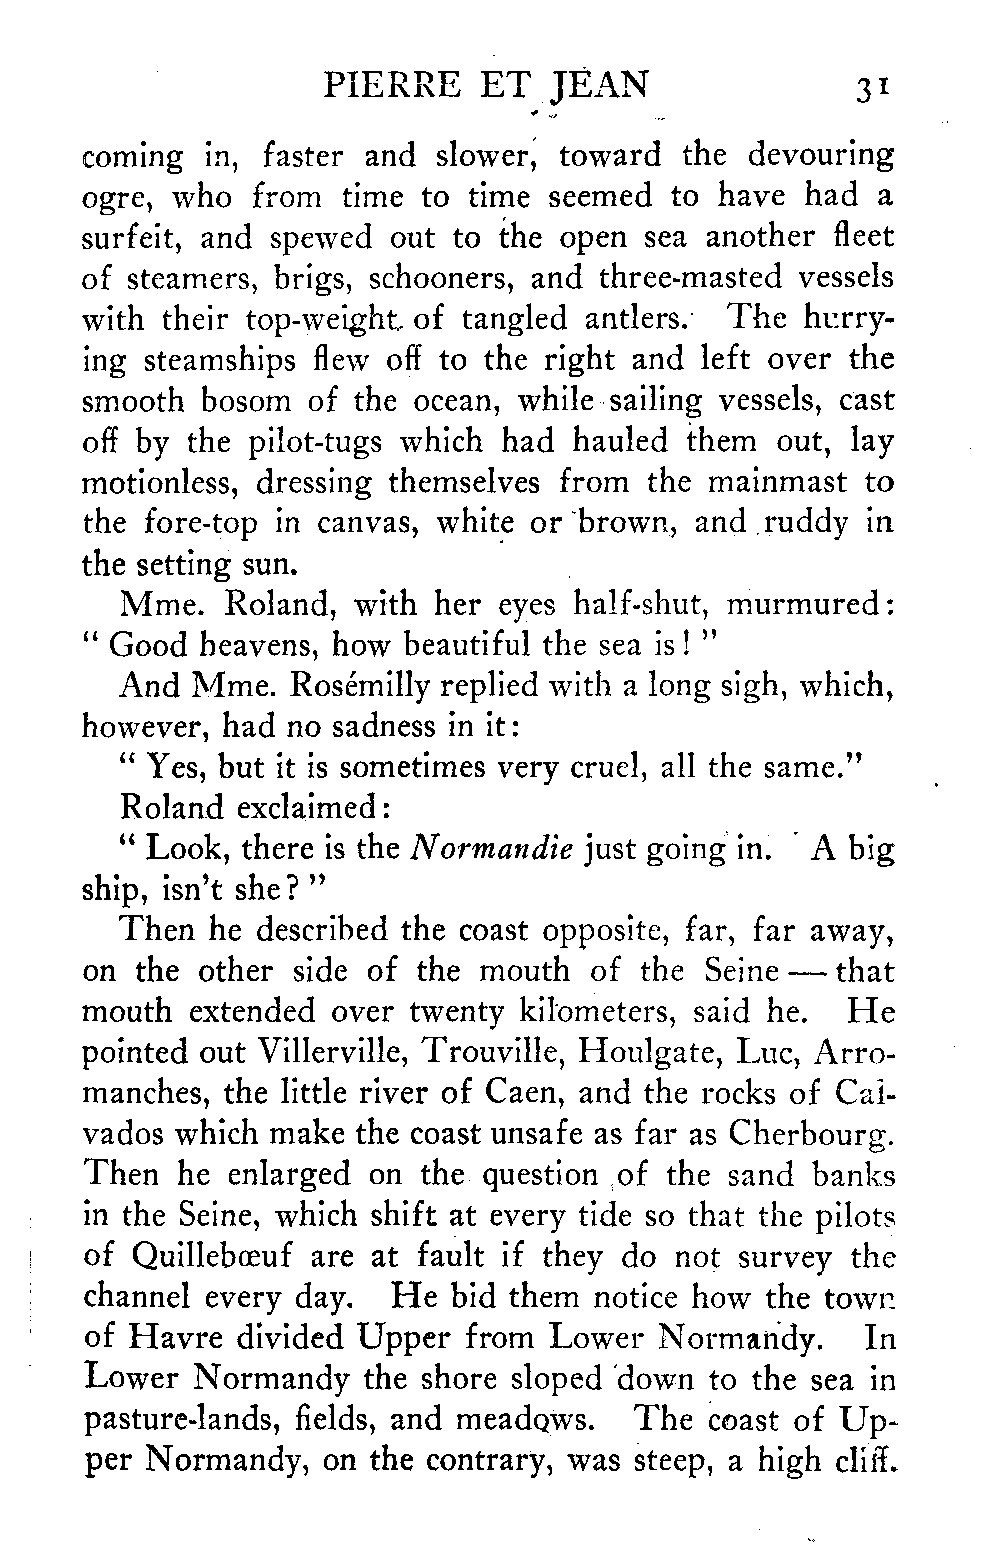 PIERRE ET JEAN 31
coming in, faster and slower, toward the devouring
ogre, who from time to time seemed to have had a
surfeit, and spewed out to the open sea another fleet
of steamers, brigs, schooners, and three-masted vessels
with their top-weight of tangled antlers. The hurry-
ing steamships flew off to the right and left over the
smooth bosom of the ocean, while sailing vessels, cast
off by the pilot-tugs which had hauled them out, lay
motionless, dressing themselves from the mainmast to
the fore-top in canvas, white or brown, and ruddy in
the setting sun.
Mme. Roland, with her eyes half-shut, murmured:
“ Good heavens, how beautiful the sea is! ”
And Mme. Rosémilly replied with a long sigh, which,
however, had no sadness in it:
“ Yes, but it is sometimes very cruel, all the same.”
Roland exclaimed:
“ Look, there is the Normandie just going in. A big
ship, isn't she? ”
Then he described the coast opposite, far, far away,
on the other side of the mouth of the Seine — that
mouth extended over twenty kilometers, said he. He
pointed out Villerville, Trouville, Houlgate, Luc, Arro-
manches, the little river of Caen, and the rocks of Cal-
vados which make the coast unsafe as far as Cherbourg.
Then he enlarged on the question of the sand banks
in the Seine, which shift at every tide so that the pilots
of Quillebœuf are at fault if they do not survey the
channel every day. He bid them notice how the town
of Havre divided Upper from Lower Normandy. In
Lower Normandy the shore sloped down to the sea in
pasture-lands, fields, and meadows. The coast of Up-
per Normandy, on the contrary, was steep, a high cliff.